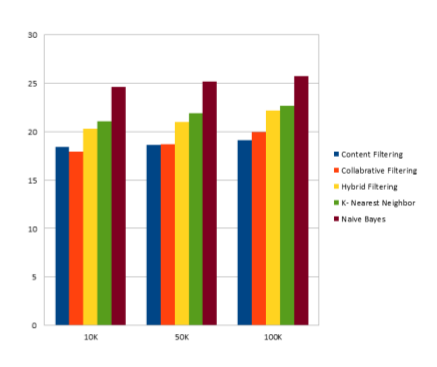 30
25
20
15
10
5
0
10K 50K 100K
Content Filtering
Collabrative Filtering
Hybrid Filtering
K- Nearest Neighbor
Naive Bayes